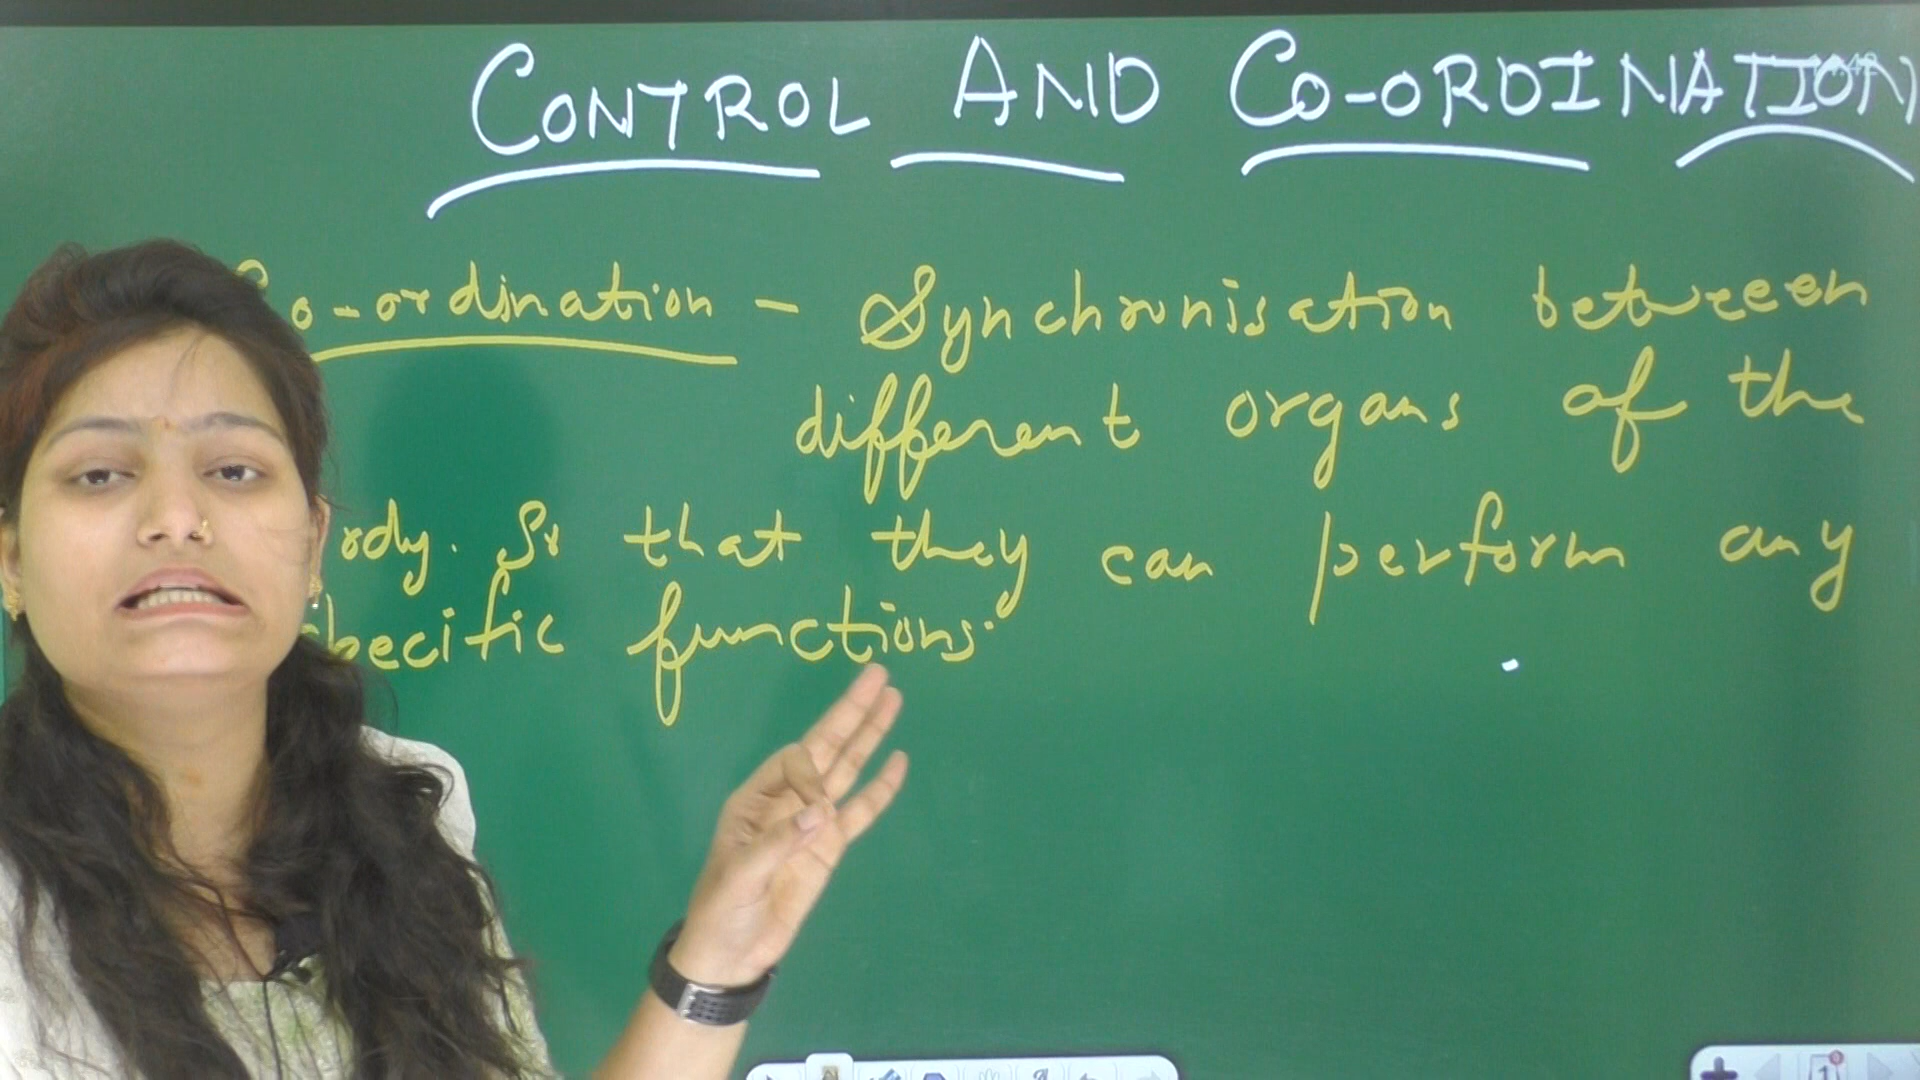 CONTROL AND CO-ORDINATION
Co-ordination - Synchronisation between
different organs of the
body. So that they can perform any
specific functions.
1